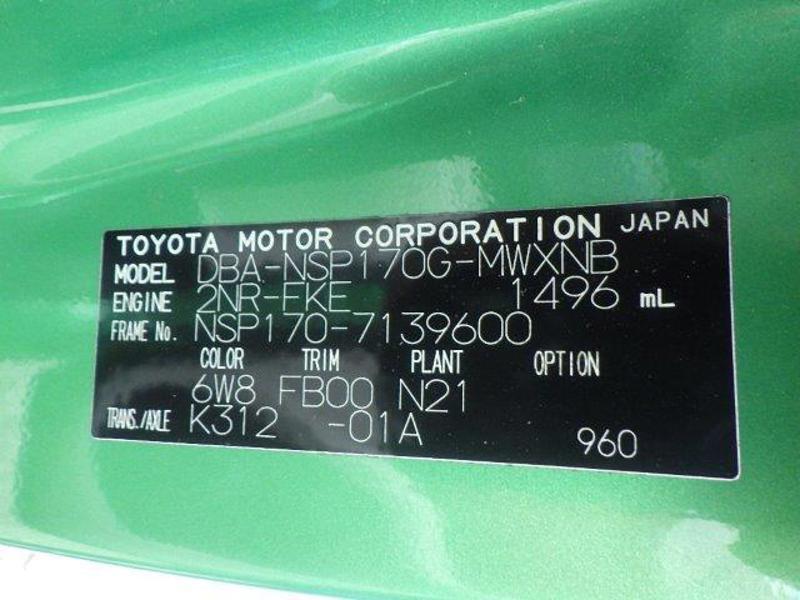 TOYOTA MOTOR CORPORATION JAPAN
MODEL DBA-NSP170G-MWXNB
ENGINE 2NR-FKE 1496 mL
FRAME No. NSP170-7139600
COLOR TRIM PLANT OPTION
6W8 FB00 N21
TRANS./AXLE K312 -01A
960